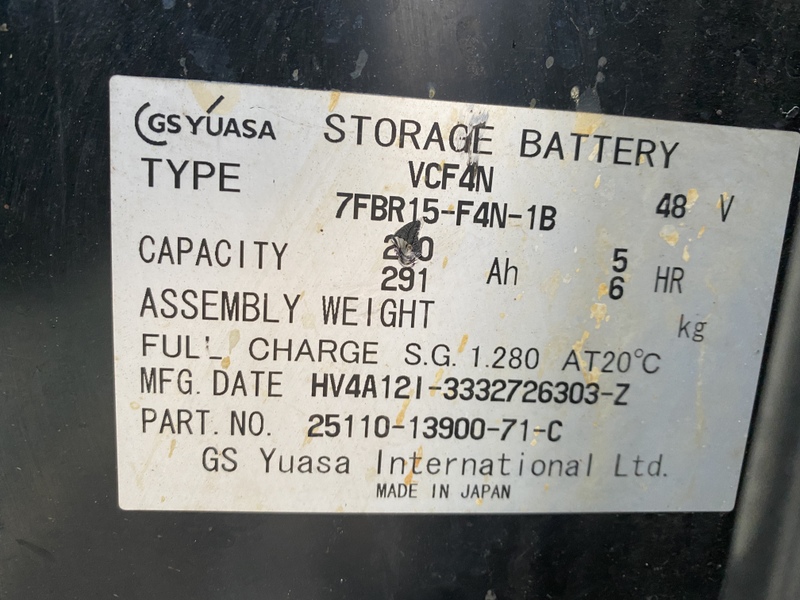 GS YUASA STORAGE BATTERY
TYPE VCF4N
7FBR15-F4N-1B 48 V
CAPACITY 5
291 Ah 6 HR
ASSEMBLY WEIGHT kg
FULL CHARGE S.G. 1.280 AT20°C
MFG. DATE HV4A12I-3332726303-Z
PART. NO. 25110-13900-71-C
GS Yuasa International Ltd.
MADE IN JAPAN